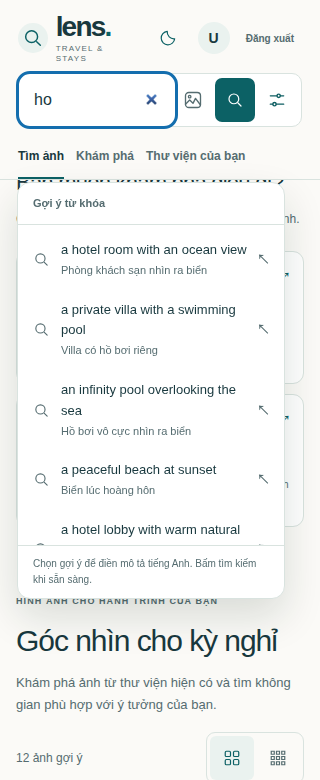 lens.
TRAVEL &
STAYS
U
Đăng xuất
ho
Tìm ảnh Khám phá Thư viện của bạn
nh.
Gợi ý từ khóa
a hotel room with an ocean view
Phòng khách sạn nhìn ra biển
a private villa with a swimming
pool
Villa có hồ bơi riêng
an infinity pool overlooking the
sea
Hồ bơi vô cực nhìn ra biển
a peaceful beach at sunset
Biển lúc hoàng hôn
a hotel lobby with warm natural
Chọn gợi ý để điền mô tả tiếng Anh. Bấm tìm kiếm
khi sẵn sàng.
HÌNH ẢNH CHO HÀNH TRÌNH CỦA BẠN
Góc nhìn cho kỳ nghỉ
Khám phá ảnh từ thư viện hiện có và tìm không
gian phù hợp với ý tưởng của bạn.
12 ảnh gợi ý